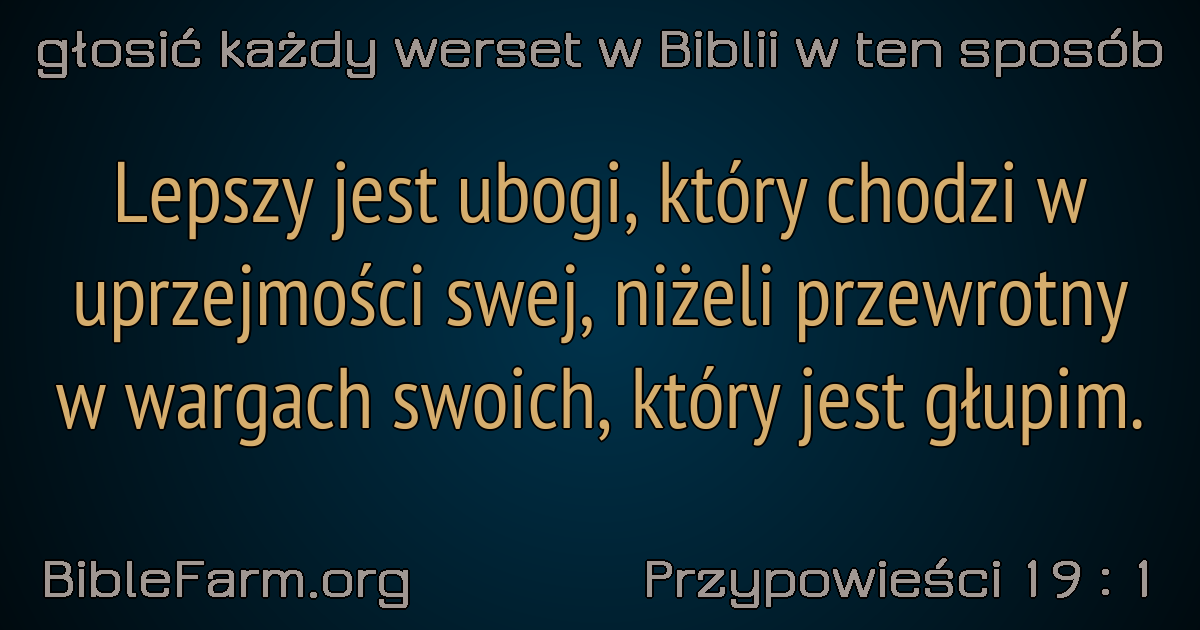 głosić każdy werset w Biblii w ten sposób
Lepszy jest ubogi, który chodzi w
uprzejmości swej, niżeli przewrotny
w wargach swoich, który jest głupim.
BibleFarm.org
Przypowieści 19 : 1